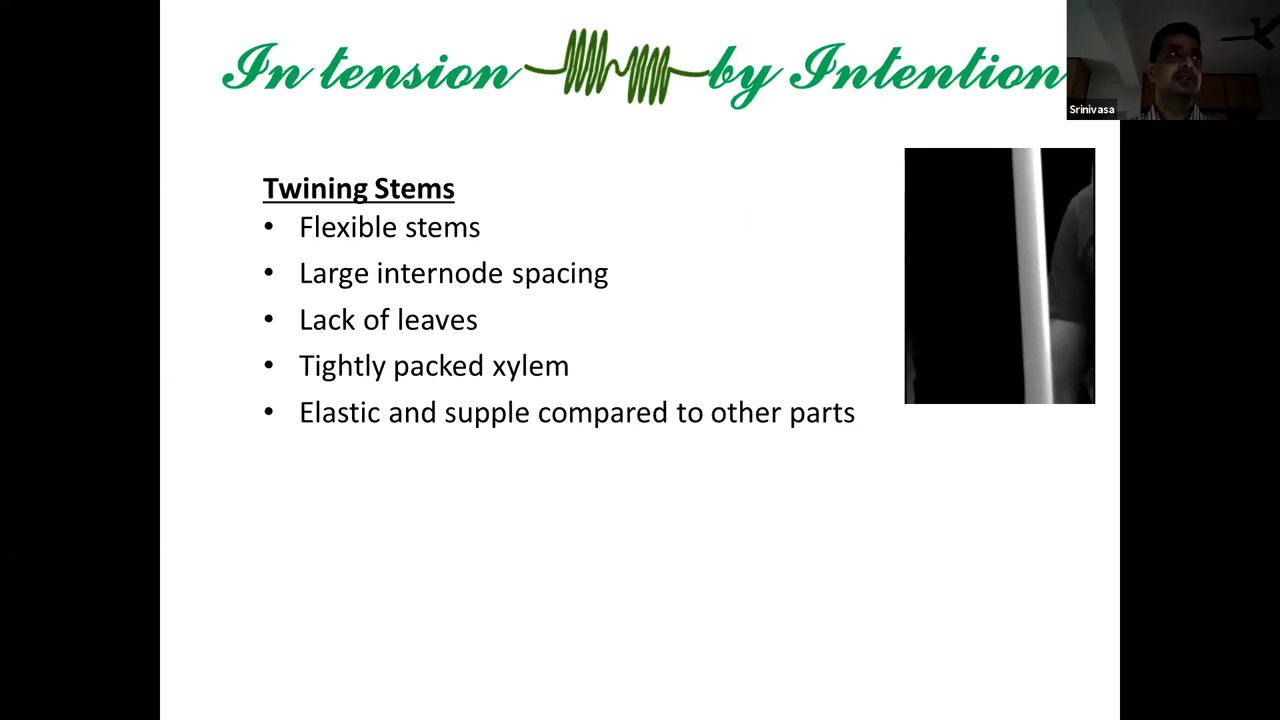 In tension by Intention
Srinivasa
Twining Stems
• Flexible stems
• Large internode spacing
• Lack of leaves
• Tightly packed xylem
• Elastic and supple compared to other parts